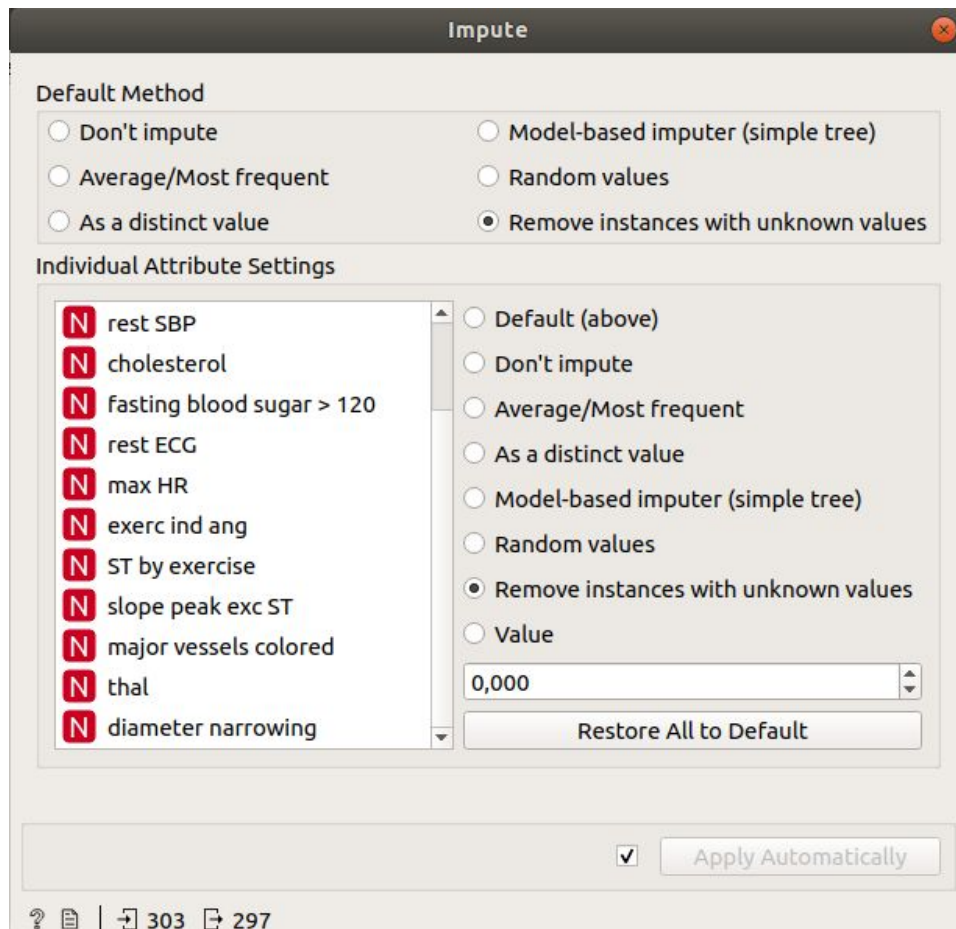 Impute
Default Method
Don't impute
Model-based imputer (simple tree)
Average/Most frequent
Random values
As a distinct value
Remove instances with unknown values
Individual Attribute Settings
N rest SBP
N cholesterol
N fasting blood sugar > 120
N rest ECG
N max HR
N exerc ind ang
N ST by exercise
N slope peak exc ST
N major vessels colored
N thal
N diameter narrowing
Default (above)
Don't impute
Average/Most frequent
As a distinct value
Model-based imputer (simple tree)
Random values
Remove instances with unknown values
Value
0,000
Restore All to Default
Apply Automatically
? 303 297